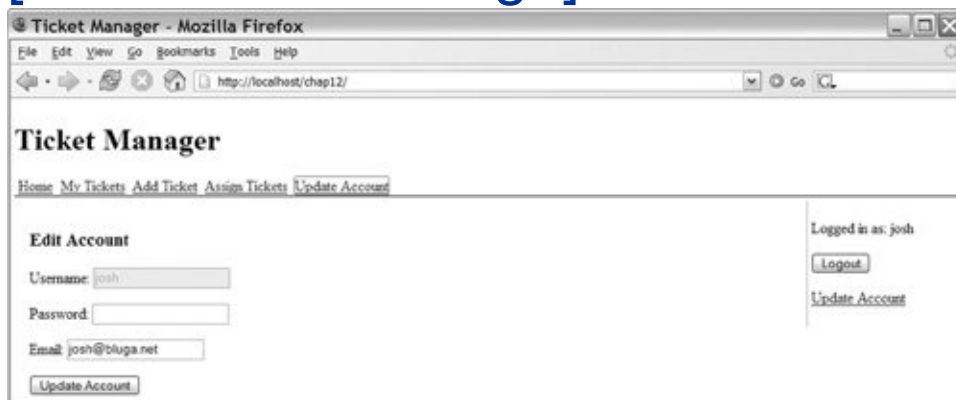 Ticket Manager - Mozilla Firefox
File Edit View Go Bookmarks Tools Help
http://localhost/chap12/ Go
Ticket Manager
Home My Tickets Add Ticket Assign Tickets Update Account
Edit Account
Username: josh
Password:
Email: josh@bluga.net
Update Account
Logged in as: josh
Logout
Update Account